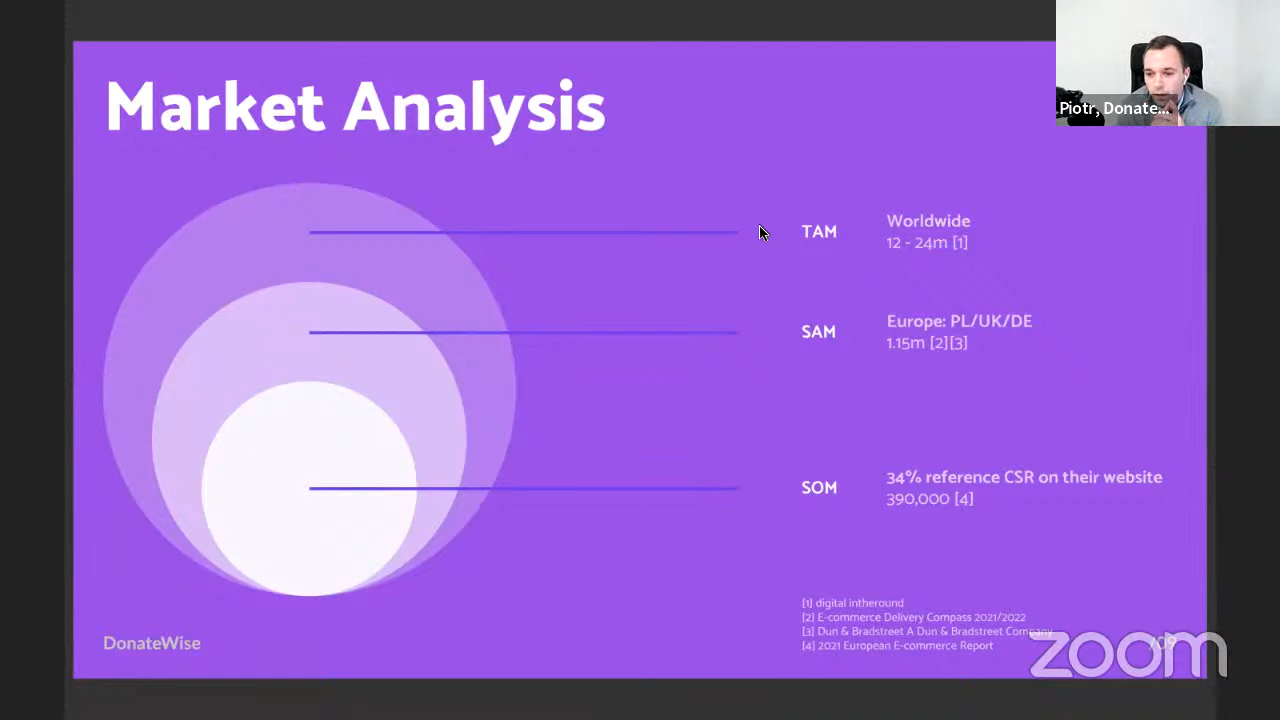 Market Analysis
Piotr, Donate...
TAM
Worldwide
12 - 24m [1]
SAM
Europe: PL/UK/DE
1.15m [2][3]
SOM
34% reference CSR on their website
390,000 [4]
[1] digital intheround
[2] E-commerce Delivery Compass 2021/2022
[3] Dun & Bradstreet A Dun & Bradstreet Company
[4] 2021 European E-commerce Report
DonateWise
/09
zoom